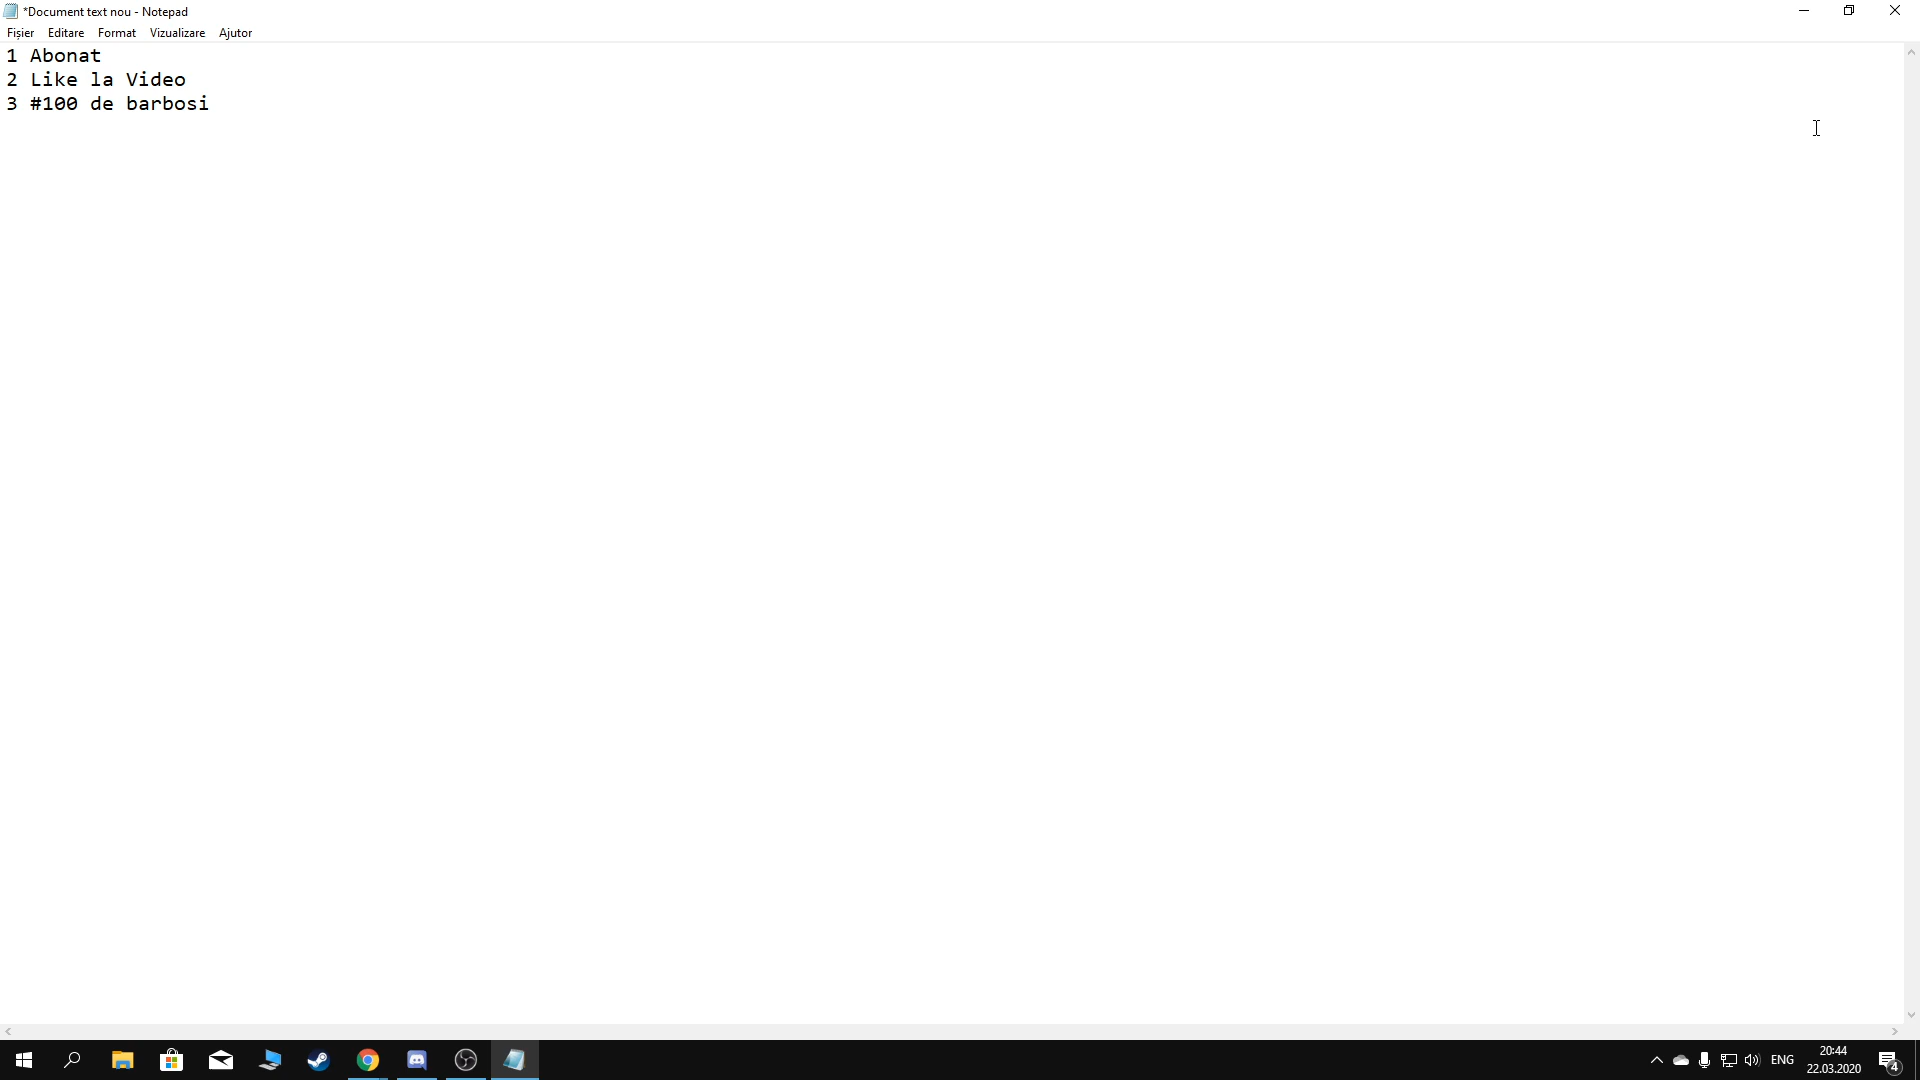 *Document text nou - Notepad
Fișier Editare Format Vizualizare Ajutor
1 Abonat
2 Like la Video
3 #100 de barbosi
ENG
20:44
22.03.2020
4